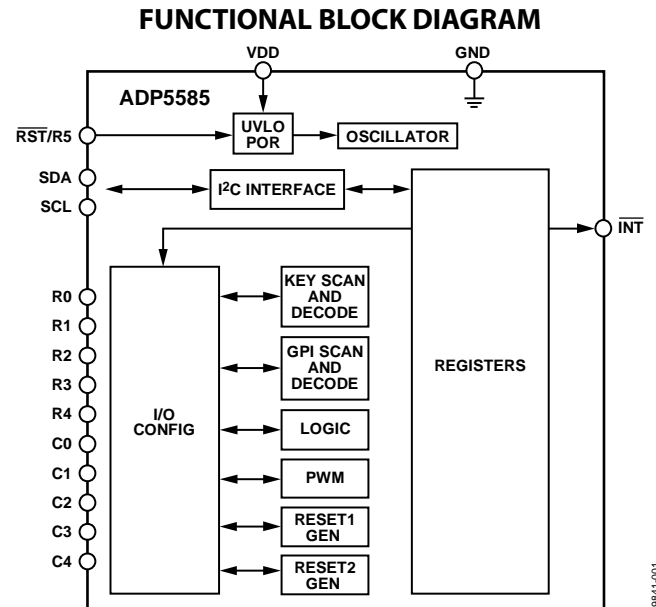 FUNCTIONAL BLOCK DIAGRAM
VDD
GND
ADP5585
RST/R5
UVLO
POR
OSCILLATOR
SDA
SCL
I2C INTERFACE
INT
R0
R1
R2
R3
R4
C0
C1
C2
C3
C4
I/O
CONFIG
KEY SCAN
AND
DECODE
GPI SCAN
AND
DECODE
LOGIC
PWM
RESET1
GEN
RESET2
GEN
REGISTERS
9841-001